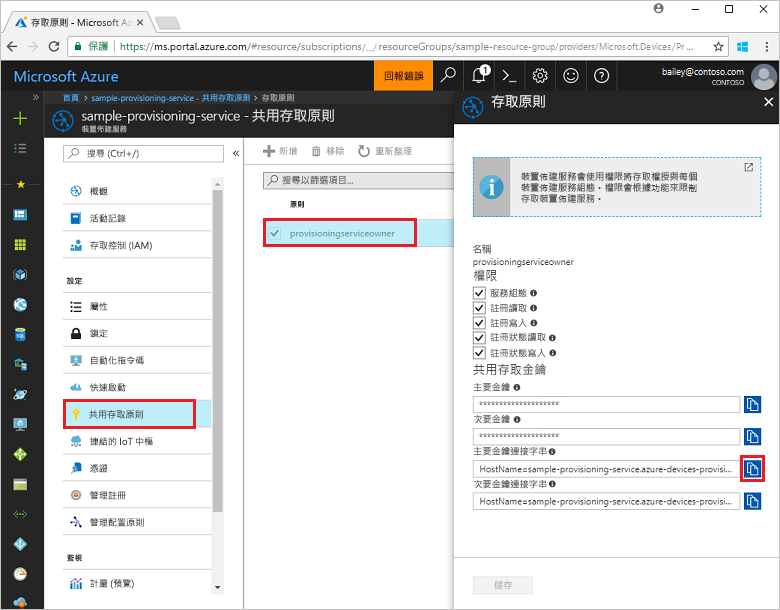 存取原則 - Microsoft Azure
保護 https://ms.portal.azure.com/#resource/subscriptions/.../resourceGroups/sample-resource-group/providers/Microsoft.Devices/Pr...
Microsoft Azure
回報錯誤
1
bailey@contoso.com
CONTOSO
首頁 > sample-provisioning-service - 共用存取原則 > 存取原則
sample-provisioning-service - 共用存取原則
裝置佈建服務
搜尋 (Ctrl+/)
概觀
活動記錄
存取控制 (IAM)
設定
屬性
鎖定
自動化指令碼
快速啟動
共用存取原則
連結的 IoT 中樞
憑證
管理註冊
管理配置原則
監視
計量 (預覽)
新增 移除 重新整理
搜尋以篩選項目...
原則
provisioningserviceowner
存取原則
裝置佈建服務會使用權限將存取權授與每個
裝置佈建服務組態。權限會根據功能來限制
存取裝置佈建服務。
名稱
provisioningserviceowner
權限
服務組態
註冊讀取
註冊寫入
註冊狀態讀取
註冊狀態寫入
共用存取金鑰
主要金鑰
********************
次要金鑰
********************
主要金鑰連接字串
HostName=sample-provisioning-service.azure-devices-provisi...
次要金鑰連接字串
HostName=sample-provisioning-service.azure-devices-provisi...
儲存